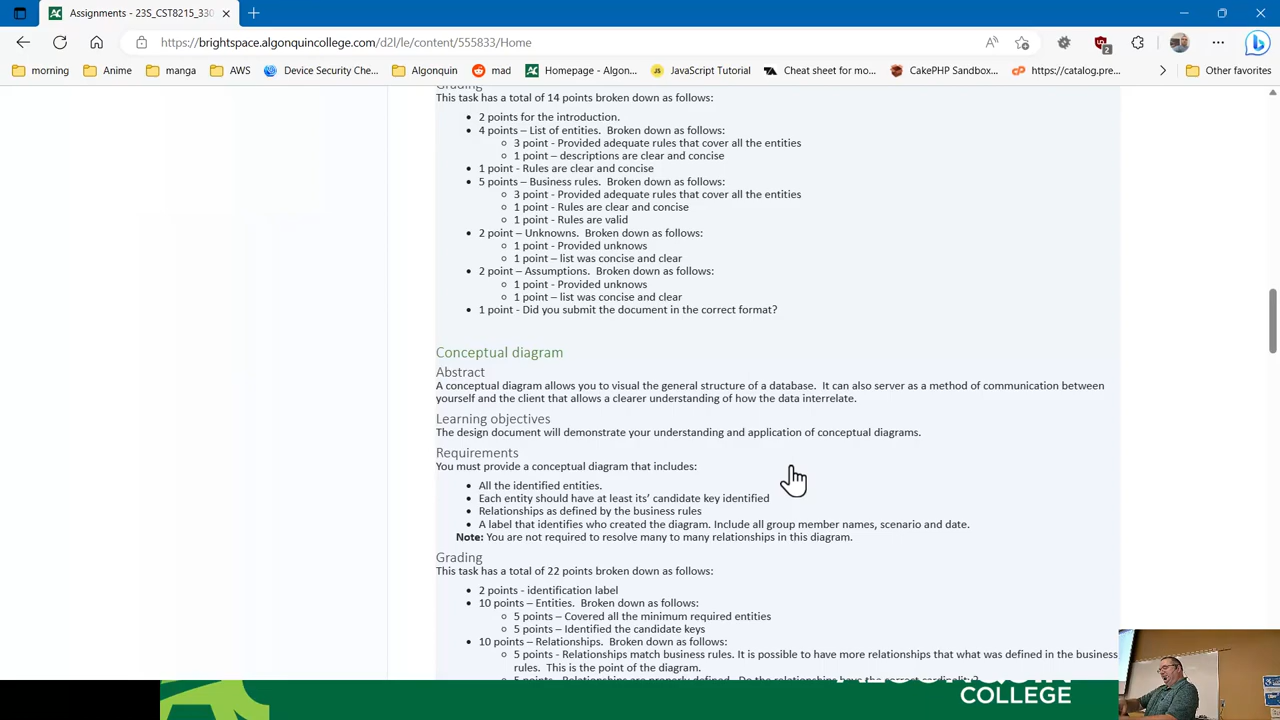 Assignments - 23S_CST8215_330
https://brightspace.algonquincollege.com/d2l/le/content/555833/Home
2
morning
Anime
manga
AWS
Device Security Che...
Algonquin
mad
Homepage - Algon...
JavaScript Tutorial
Cheat sheet for mo...
CakePHP Sandbox...
https://catalog.pre...
Other favorites
Grading
This task has a total of 14 points broken down as follows:
2 points for the introduction.
4 points – List of entities. Broken down as follows:
3 point - Provided adequate rules that cover all the entities
1 point – descriptions are clear and concise
1 point - Rules are clear and concise
5 points – Business rules. Broken down as follows:
3 point - Provided adequate rules that cover all the entities
1 point - Rules are clear and concise
1 point - Rules are valid
2 point – Unknowns. Broken down as follows:
1 point - Provided unknows
1 point – list was concise and clear
2 point – Assumptions. Broken down as follows:
1 point - Provided unknows
1 point – list was concise and clear
1 point - Did you submit the document in the correct format?
Conceptual diagram
Abstract
A conceptual diagram allows you to visual the general structure of a database. It can also server as a method of communication between
yourself and the client that allows a clearer understanding of how the data interrelate.
Learning objectives
The design document will demonstrate your understanding and application of conceptual diagrams.
Requirements
You must provide a conceptual diagram that includes:
All the identified entities.
Each entity should have at least its' candidate key identified
Relationships as defined by the business rules
A label that identifies who created the diagram. Include all group member names, scenario and date.
Note: You are not required to resolve many to many relationships in this diagram.
Grading
This task has a total of 22 points broken down as follows:
2 points - identification label
10 points – Entities. Broken down as follows:
5 points – Covered all the minimum required entities
5 points – Identified the candidate keys
10 points – Relationships. Broken down as follows:
5 points - Relationships match business rules. It is possible to have more relationships that what was defined in the business
rules. This is the point of the diagram.
5 points - Relationships are properly defined. Do the relationships have the correct cardinality?
COLLEGE